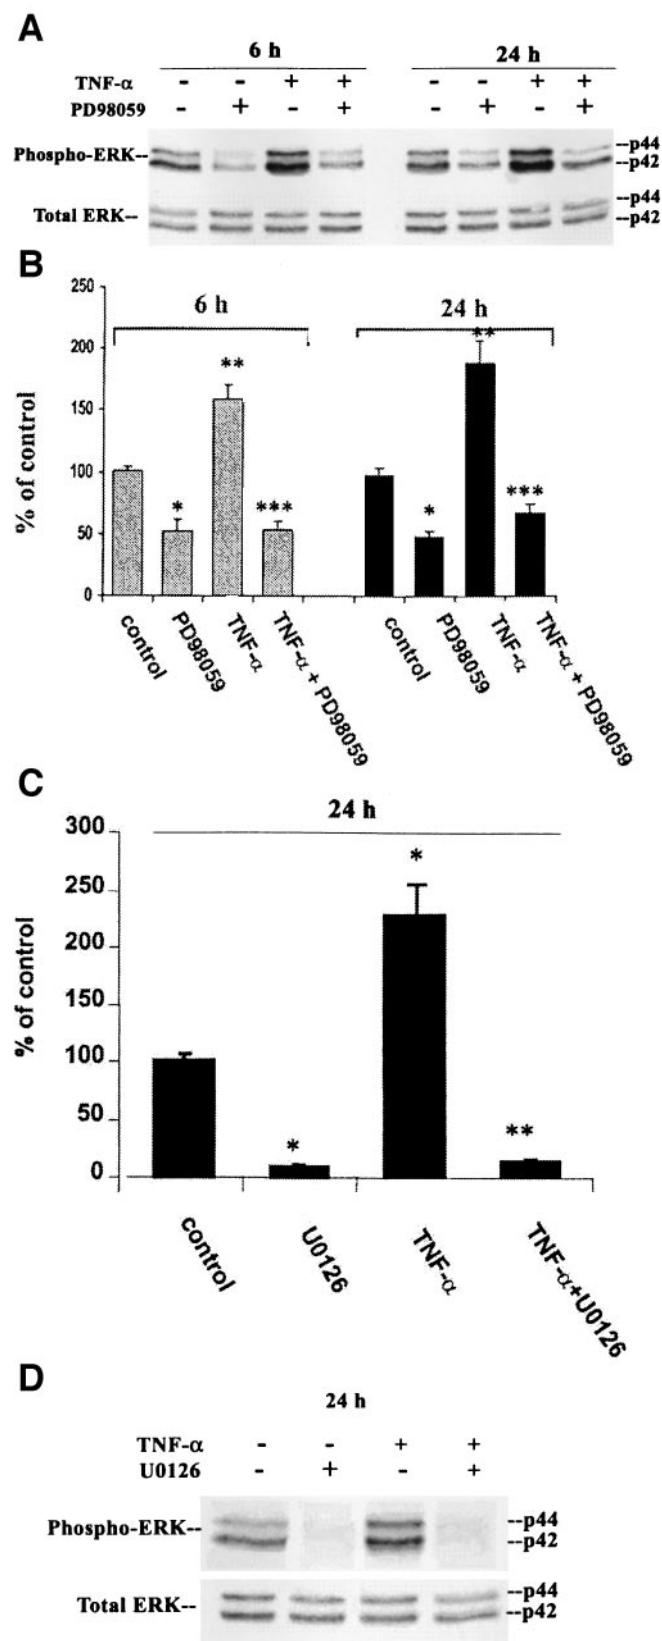 A
6 h 24 h
TNF-α - - + + - - + +
PD98059 - + - + - + - +
Phospho-ERK-- --p44
--p42
--p44
Total ERK-- --p42
B
250
200
150
100
50
0
% of control
6 h 24 h
* ** *** * ** ***
control PD98059 TNF-α TNF-α + PD98059 control PD98059 TNF-α TNF-α + PD98059
C
24 h
300
250
200
150
100
50
0
% of control
* * **
control U0126 TNF-α TNF-α+U0126
D
24 h
TNF-α - - + +
U0126 - + - +
Phospho-ERK-- --p44
--p42
Total ERK-- --p44
--p42